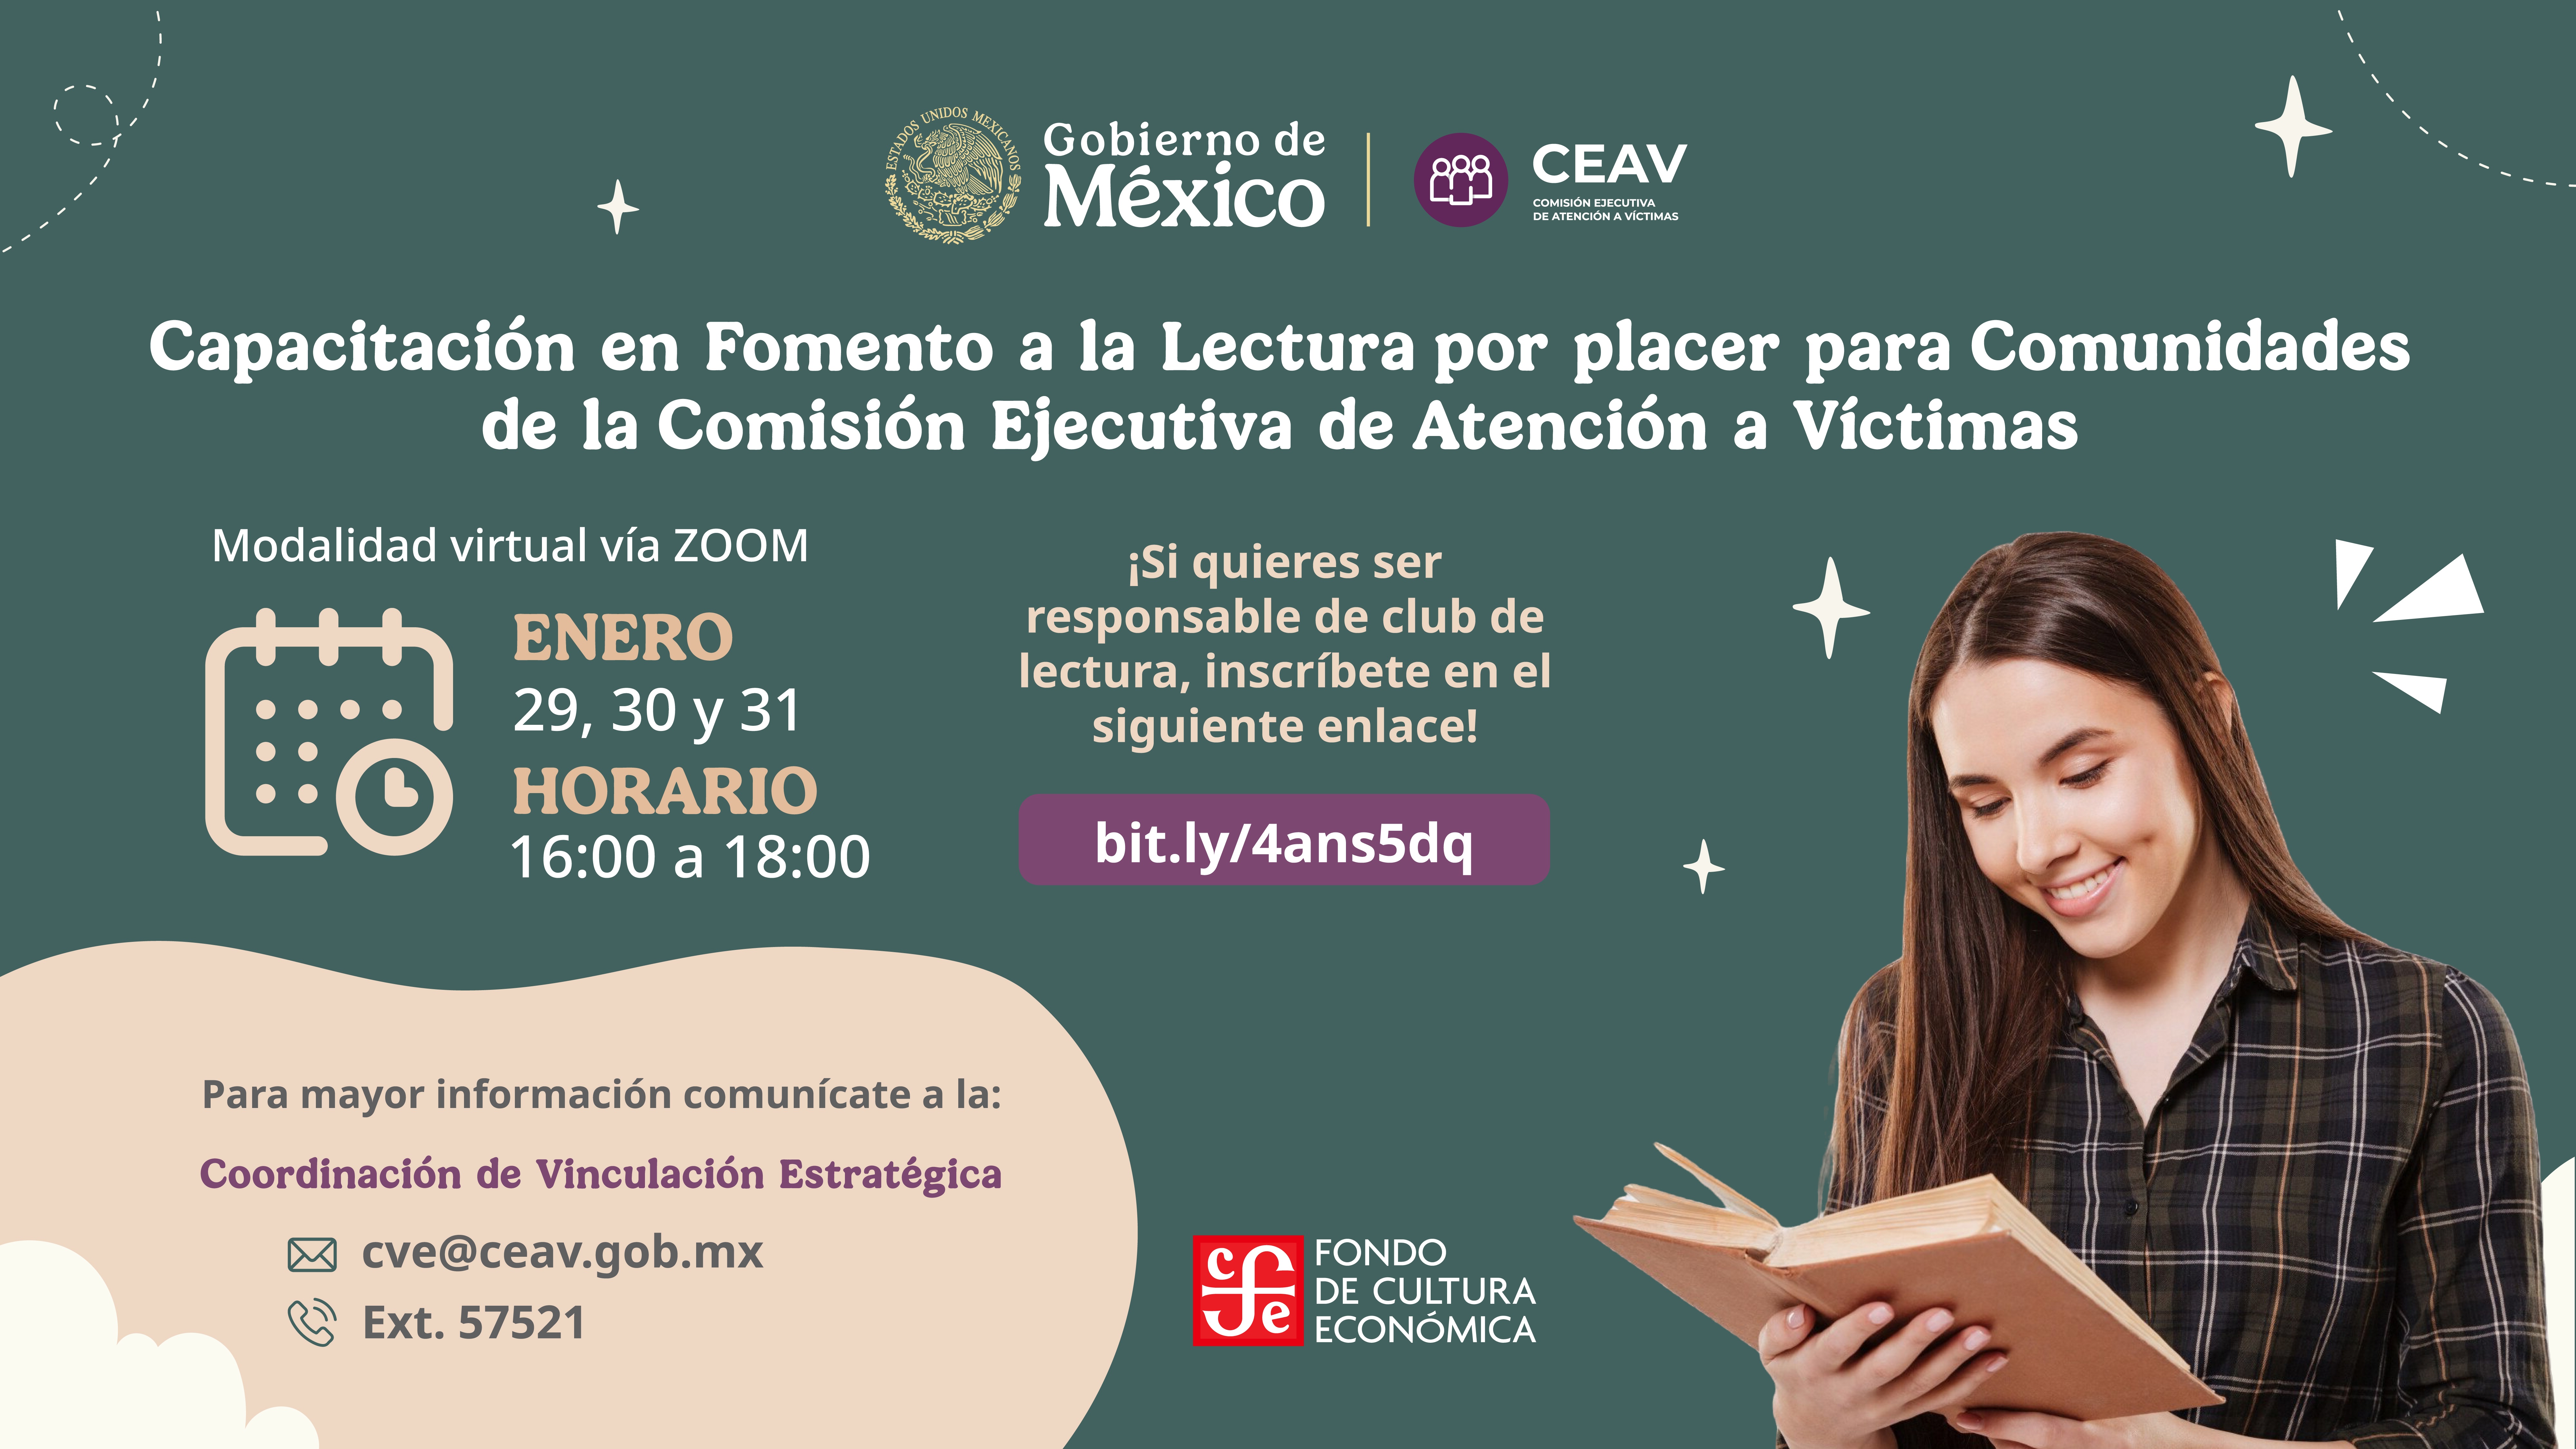 ESTADOS UNIDOS MEXICANOS
Gobierno de
México
CEAV
COMISIÓN EJECUTIVA
DE ATENCIÓN A VÍCTIMAS
Capacitación en Fomento a la Lectura por placer para Comunidades
de la Comisión Ejecutiva de Atención a Víctimas
Modalidad virtual vía ZOOM
ENERO
29, 30 y 31
HORARIO
16:00 a 18:00
¡Si quieres ser
responsable de club de
lectura, inscríbete en el
siguiente enlace!
bit.ly/4ans5dq
Para mayor información comunícate a la:
Coordinación de Vinculación Estratégica
cve@ceav.gob.mx
Ext. 57521
cfe
FONDO
DE CULTURA
ECONÓMICA